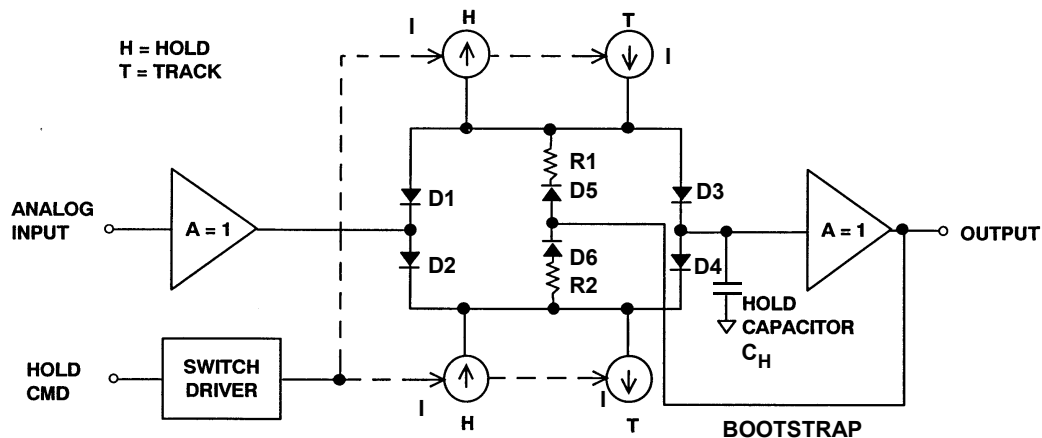 I
H
T
I
H = HOLD
T = TRACK
R1
D5
D1
D3
ANALOG
INPUT
A = 1
A = 1
OUTPUT
D2
D6
D4
R2
HOLD
CAPACITOR
CH
HOLD
CMD
SWITCH
DRIVER
I
H
I
T
BOOTSTRAP